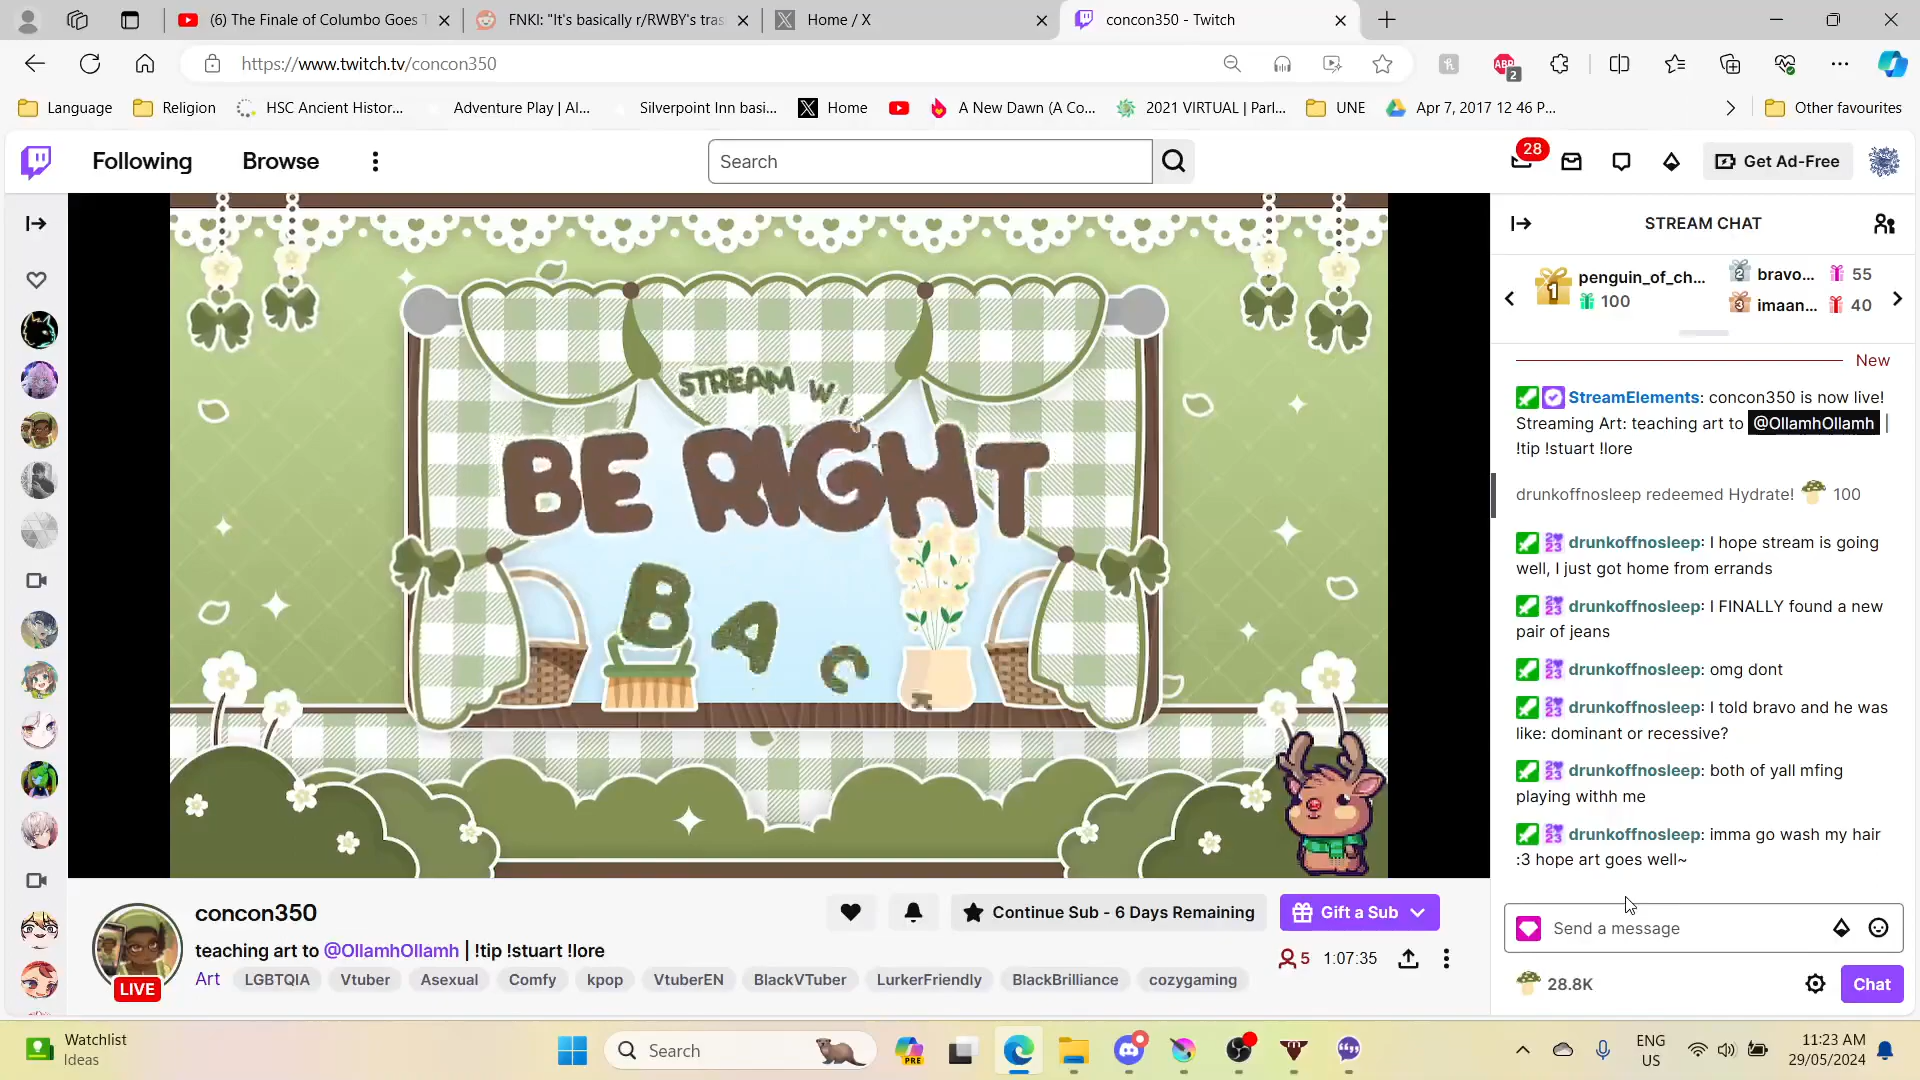 (6) The Finale of Columbo Goes T
FNKI: "It's basically r/RWBY's tras
Home / X
concon350 - Twitch
https://www.twitch.tv/concon350
ABP
2
Language
Religion
HSC Ancient Histor...
Adventure Play | Al...
Silverpoint Inn basi...
Home
A New Dawn (A Co...
2021 VIRTUAL | Parl...
UNE
Apr 7, 2017 12 46 P...
Other favourites
Following
Browse
Search
28
Get Ad-Free
STREAM CHAT
1
penguin_of_ch...
100
2
bravo...
55
3
imaan...
40
New
StreamElements: concon350 is now live!
Streaming Art: teaching art to @OllamhOllamh |
!tip !stuart !lore
drunkoffnosleep redeemed Hydrate! 100
drunkoffnosleep: I hope stream is going
well, I just got home from errands
drunkoffnosleep: I FINALLY found a new
pair of jeans
drunkoffnosleep: omg dont
drunkoffnosleep: I told bravo and he was
like: dominant or recessive?
drunkoffnosleep: both of yall mfing
playing withh me
drunkoffnosleep: imma go wash my hair
:3 hope art goes well~
Send a message
28.8K
Chat
STREAM WI
BE RIGHT
BAC
K
concon350
teaching art to @OllamhOllamh | !tip !stuart !lore
LIVE
Art
LGBTQIA
Vtuber
Asexual
Comfy
kpop
VtuberEN
BlackVTuber
LurkerFriendly
BlackBrilliance
cozygaming
Continue Sub - 6 Days Remaining
Gift a Sub
5
1:07:35
Watchlist
Ideas
Search
PRE
ENG
US
11:23 AM
29/05/2024